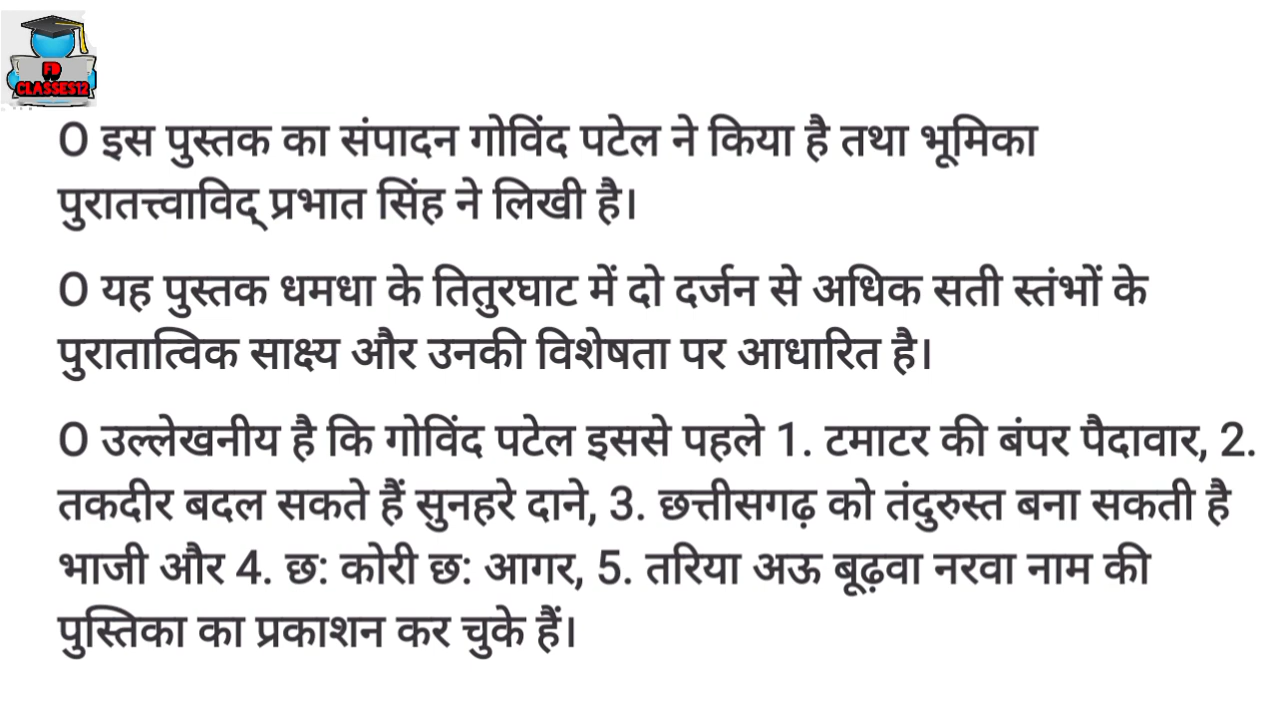 FD
CLASSES12
O इस पुस्तक का संपादन गोविंद पटेल ने किया है तथा भूमिका
पुरातत्त्वाविद् प्रभात सिंह ने लिखी है।
O यह पुस्तक धमधा के तितुरघाट में दो दर्जन से अधिक सती स्तंभों के
पुरातात्विक साक्ष्य और उनकी विशेषता पर आधारित है।
O उल्लेखनीय है कि गोविंद पटेल इससे पहले 1. टमाटर की बंपर पैदावार, 2.
तकदीर बदल सकते हैं सुनहरे दाने, 3. छत्तीसगढ़ को तंदुरुस्त बना सकती है
भाजी और 4. छ: कोरी छ: आगर, 5. तरिया अऊ बूढ़वा नरवा नाम की
पुस्तिका का प्रकाशन कर चुके हैं।